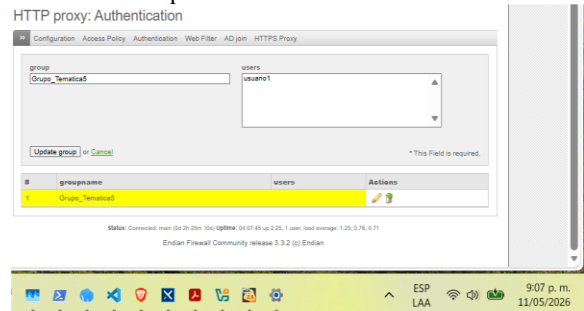 HTTP proxy: Authentication
» Configuration Access Policy Authentication Web Filter AD join HTTPS Proxy
group users
Grupo_Tematica5 usuario1
Update group or Cancel * This Field is required.
# groupname users Actions
1 Grupo_Tematica5
Status: Connected: main (0d 2h 25m 10s) Uptime: 04:07:45 up 2:25, 1 user, load average: 1.25, 0.76, 0.71
Endian Firewall Community release 3.3.2 (c) Endian
ESP 9:07 p. m.
LAA 11/05/2026